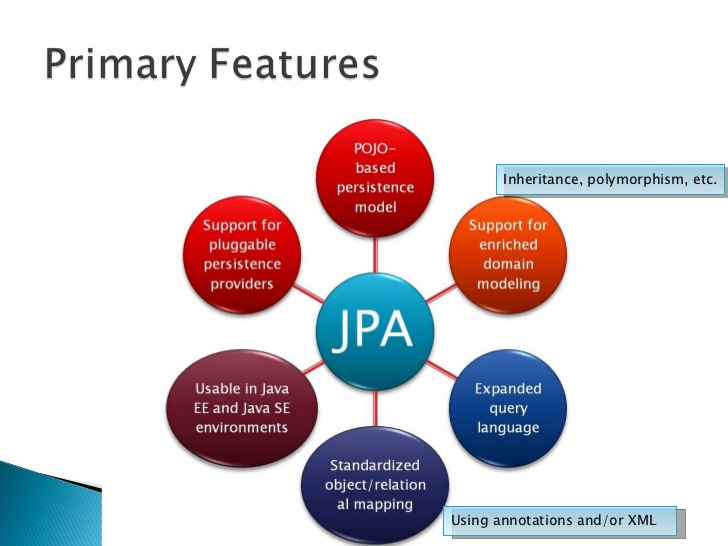 Primary Features
POJO-
based
persistence
model
Inheritance, polymorphism, etc.
Support for
pluggable
persistence
providers
Support for
enriched
domain
modeling
JPA
Usable in Java
EE and Java SE
environments
Expanded
query
language
Standardized
object/relation
al mapping
Using annotations and/or XML